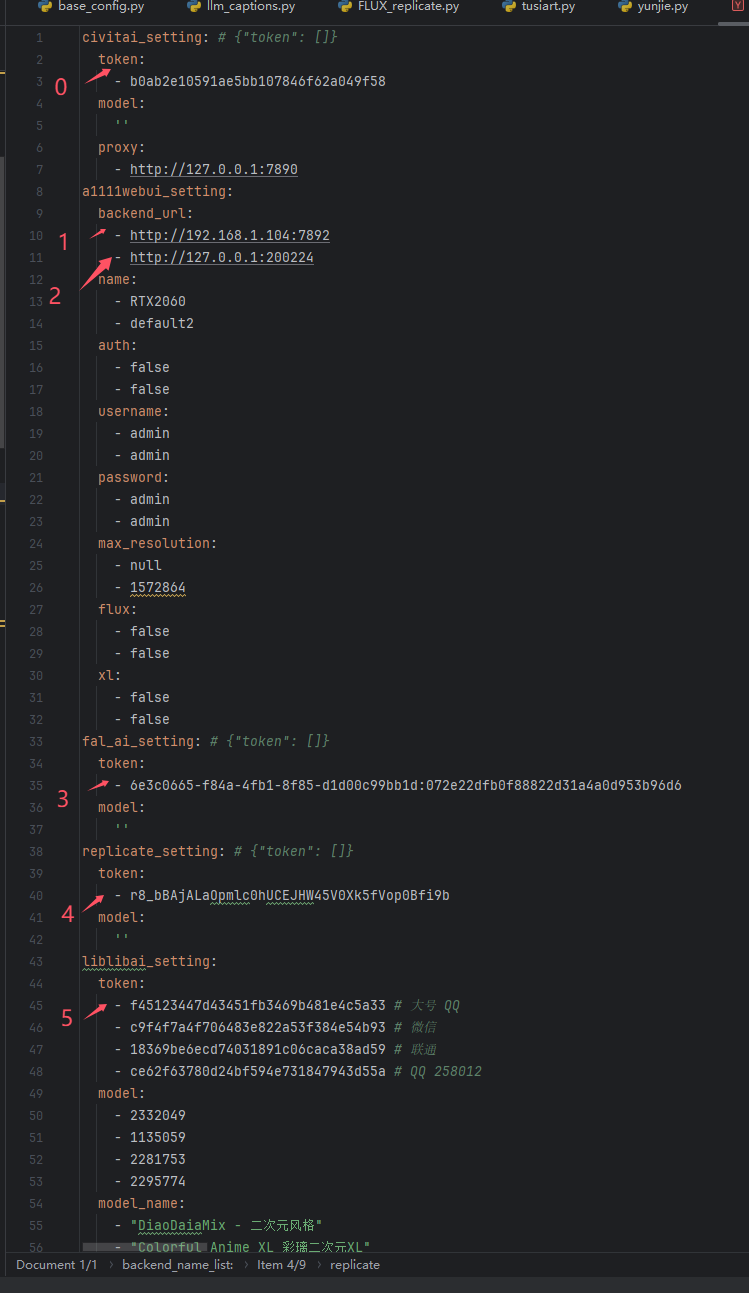 base_config.py llm_captions.py FLUX_replicate.py tusiart.py yunjie.py Y
1 civitai_setting: # {"token": []}
2 token:
0
3 - b0ab2e10591ae5bb107846f62a049f58
4 model:
5 ''
6 proxy:
7 - http://127.0.0.1:7890
8 a1111webui_setting:
9 backend_url:
1
10 - http://192.168.1.104:7892
11 - http://127.0.0.1:200224
12 name:
2
13 - RTX2060
14 - default2
15 auth:
16 - false
17 - false
18 username:
19 - admin
20 - admin
21 password:
22 - admin
23 - admin
24 max_resolution:
25 - null
26 - 1572864
27 flux:
28 - false
29 - false
30 xl:
31 - false
32 - false
33 fal_ai_setting: # {"token": []}
34 token:
35 - 6e3c0665-f84a-4fb1-8f85-d1d00c99bb1d:072e22dfb0f88822d31a4a0d953b96d6
3
36 model:
37 ''
38 replicate_setting: # {"token": []}
39 token:
40 - r8_bBAjALaOpmlc0hUCEJHW45V0Xk5fVop0Bfi9b
4
41 model:
42 ''
43 liblibai_setting:
44 token:
45 - f45123447d43451fb3469b481e4c5a33 # 大号 QQ
5
46 - c9f4f7a4f706483e822a53f384e54b93 # 微信
47 - 18369be6ecd74031891c06caca38ad59 # 联通
48 - ce62f63780d24bf594e731847943d55a # QQ 258012
49 model:
50 - 2332049
51 - 1135059
52 - 2281753
53 - 2295774
54 model_name:
55 - "DiaoDaiaMix - 二次元风格"
56 - "Colorful Anime XL 彩璃二次元XL"
Document 1/1 › backend_name_list: › Item 4/9 › replicate